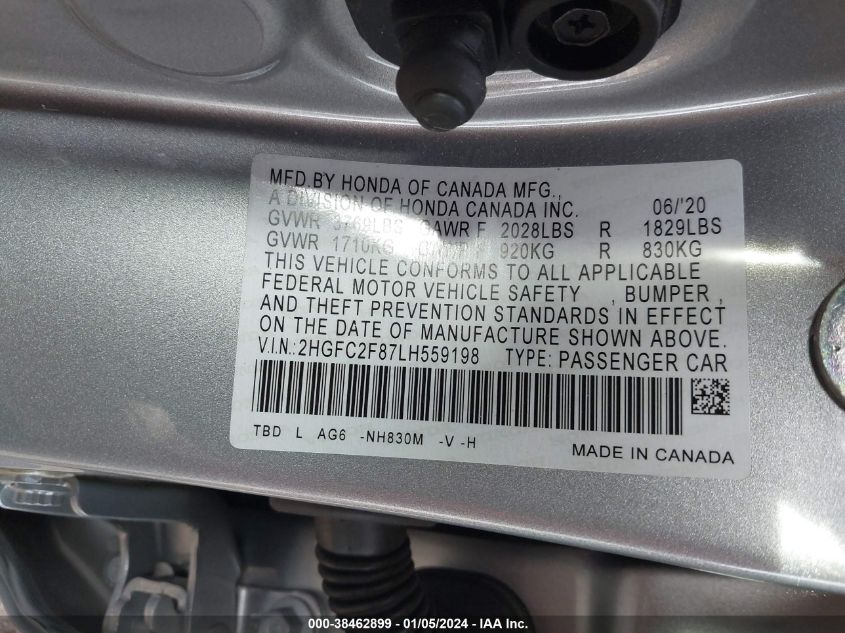 MFD.BY HONDA OF CANADA MFG.,
A DIVISION OF HONDA CANADA INC. 06/'20
GVWR 3769LBS GAWR F 2028LBS R 1829LBS
GVWR 1710KG 920KG R 830KG
THIS VEHICLE CONFORMS TO ALL APPLICABLE
FEDERAL MOTOR VEHICLE SAFETY , BUMPER ,
AND THEFT PREVENTION STANDARDS IN EFFECT
ON THE DATE OF MANUFACTURE SHOWN ABOVE.
V.I.N.:2HGFC2F87LH559198 TYPE: PASSENGER CAR
TBD L AG6 -NH830M -V -H
MADE IN CANADA
000-38462899 - 01/05/2024 - IAA Inc.